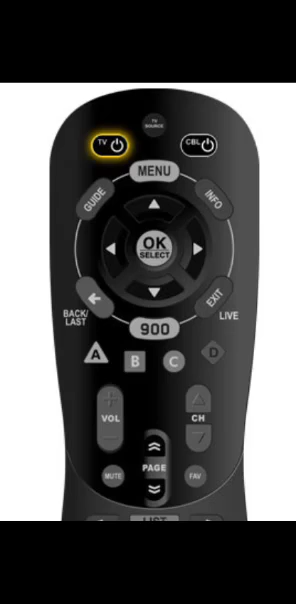 TV
SOURCE
TV
CBL
MENU
GUIDE
INFO
OK
SELECT
BACK/
LAST
EXIT
LIVE
900
A
B
C
D
VOL
CH
PAGE
MUTE
FAV
LIST